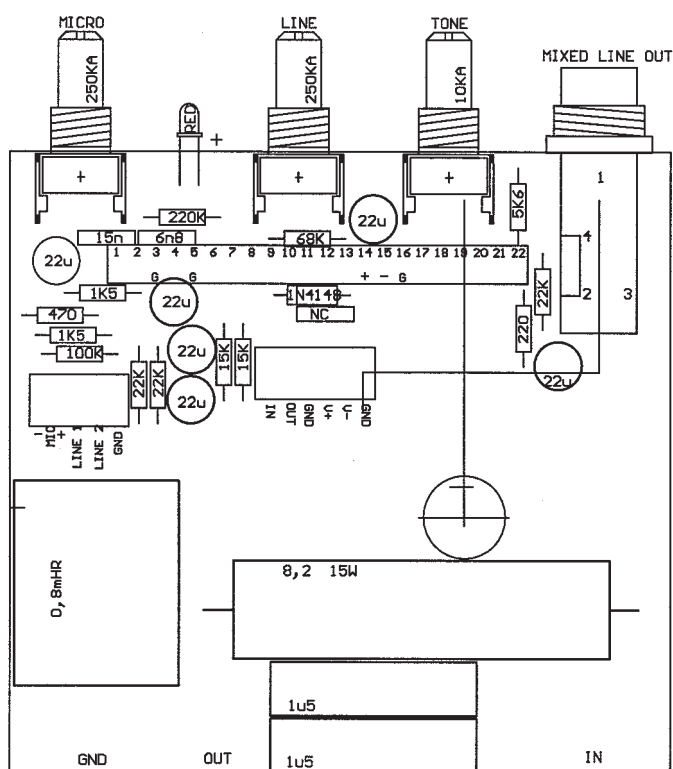 MICRO LINE TONE
MIXED LINE OUT
250KA 250KA 10KA
RED +
+ + + 1
220K 22u 5K6
15n 6n8 68K 4
1 2 3 4 5 6 7 8 9 10 11 12 13 14 15 16 17 18 19 20 21 22
22u
G G + - G
1K5 1N4148 22K 2 3
470 NC
1K5 22u 220
100K 22u 15K 15K
22K 22K 22u 22u
IN OUT GND V+ V- GND
- MIC + LINE 1 LINE 2 GND
0,8mHR
8,2 15W
1u5
GND OUT 1u5 IN